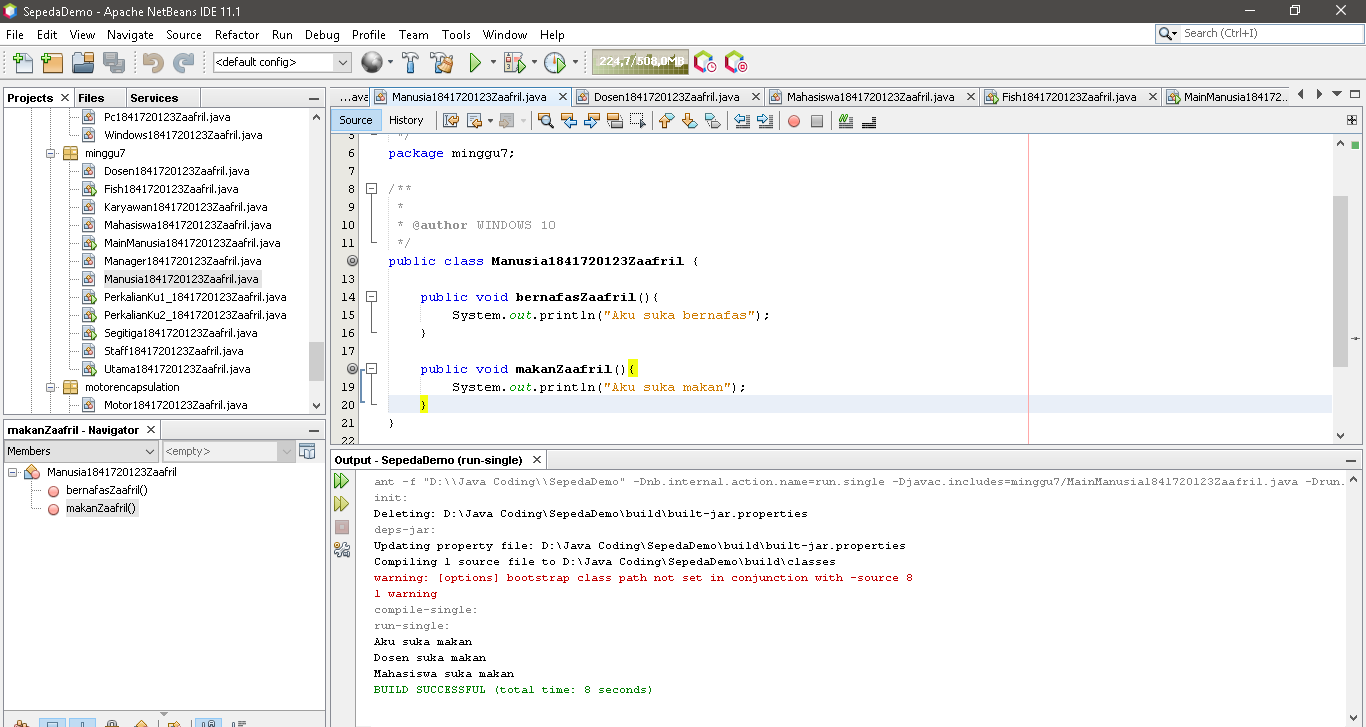 SepedaDemo - Apache NetBeans IDE 11.1
File Edit View Navigate Source Refactor Run Debug Profile Team Tools Window Help
Search (Ctrl+I)
<default config>
224,7/508,0MB
Projects Files Services
Pc1841720123Zaafril.java
Windows1841720123Zaafril.java
minggu7
Dosen1841720123Zaafril.java
Fish1841720123Zaafril.java
Karyawan1841720123Zaafril.java
Mahasiswa1841720123Zaafril.java
MainManusia1841720123Zaafril.java
Manager1841720123Zaafril.java
Manusia1841720123Zaafril.java
PerkalianKu1_1841720123Zaafril.java
PerkalianKu2_1841720123Zaafril.java
Segitiga1841720123Zaafril.java
Staff1841720123Zaafril.java
Utama1841720123Zaafril.java
motorencapsulation
Motor1841720123Zaafril.java
makanZaafril - Navigator
Members <empty>
Manusia1841720123Zaafril
bernafasZaafril()
makanZaafril()
...ava Manusia1841720123Zaafril.java Dosen1841720123Zaafril.java Mahasiswa1841720123Zaafril.java Fish1841720123Zaafril.java MainManusia184172...
Source History
5 */
6 package minggu7;
7
8 /**
9 *
10 * @author WINDOWS 10
11 */
public class Manusia1841720123Zaafril {
13
14 public void bernafasZaafril(){
15 System.out.println("Aku suka bernafas");
16 }
17
public void makanZaafril(){
19 System.out.println("Aku suka makan");
20 }
21 }
22
Output - SepedaDemo (run-single)
ant -f "D:\\Java Coding\\SepedaDemo" -Dnb.internal.action.name=run.single -Djavac.includes=minggu7/MainManusia1841720123Zaafril.java -Drun.
init:
Deleting: D:\Java Coding\SepedaDemo\build\built-jar.properties
deps-jar:
Updating property file: D:\Java Coding\SepedaDemo\build\built-jar.properties
Compiling 1 source file to D:\Java Coding\SepedaDemo\build\classes
warning: [options] bootstrap class path not set in conjunction with -source 8
1 warning
compile-single:
run-single:
Aku suka makan
Dosen suka makan
Mahasiswa suka makan
BUILD SUCCESSFUL (total time: 8 seconds)